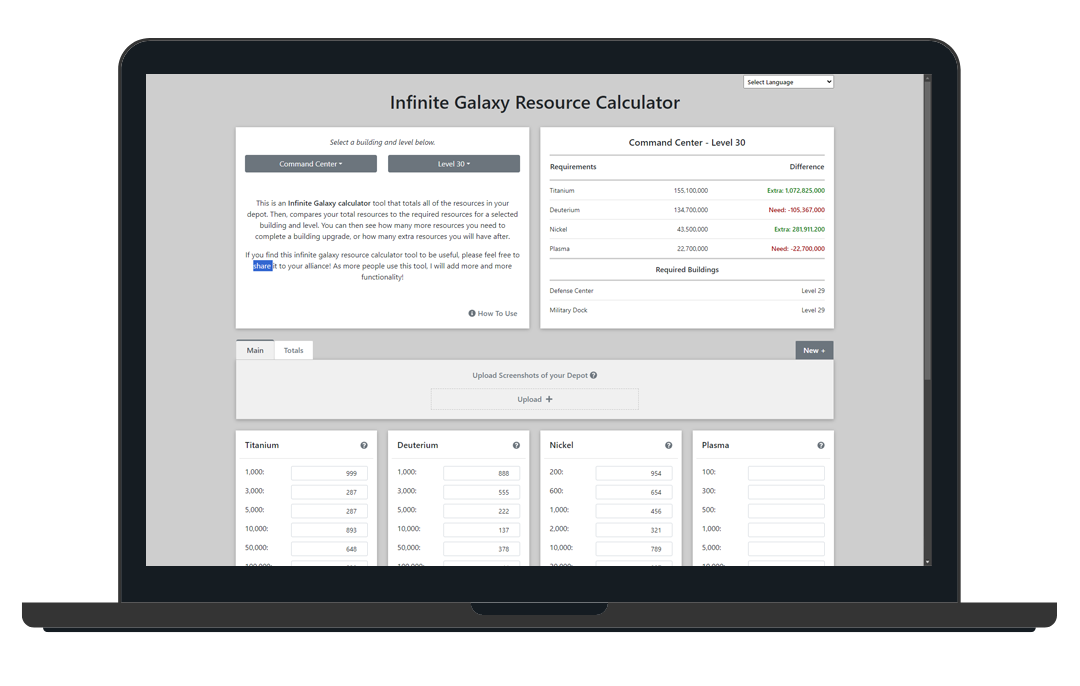 Select Language
Infinite Galaxy Resource Calculator
Select a building and level below.
Command Center
Level 30
This is an Infinite Galaxy calculator tool that totals all of the resources in your
depot. Then, compares your total resources to the required resources for a selected
building and level. You can then see how many more resources you need to
complete a building upgrade, or how many extra resources you will have after.
If you find this infinite galaxy resource calculator tool to be useful, please feel free to
share it to your alliance! As more people use this tool, I will add more and more
functionality!
How To Use
Command Center - Level 30
Requirements Difference
Titanium 155,100,000 Extra: 1,072,825,000
Deuterium 134,700,000 Need: -105,367,000
Nickel 43,500,000 Extra: 281,911,200
Plasma 22,700,000 Need: -22,700,000
Required Buildings
Defense Center Level 29
Military Dock Level 29
Main Totals New +
Upload Screenshots of your Depot
Upload +
Titanium
1,000: 999
3,000: 287
5,000: 287
10,000: 893
50,000: 648
Deuterium
1,000: 888
3,000: 555
5,000: 222
10,000: 137
50,000: 378
Nickel
200: 954
600: 654
1,000: 456
2,000: 321
10,000: 789
Plasma
100:
300:
500:
1,000:
5,000: